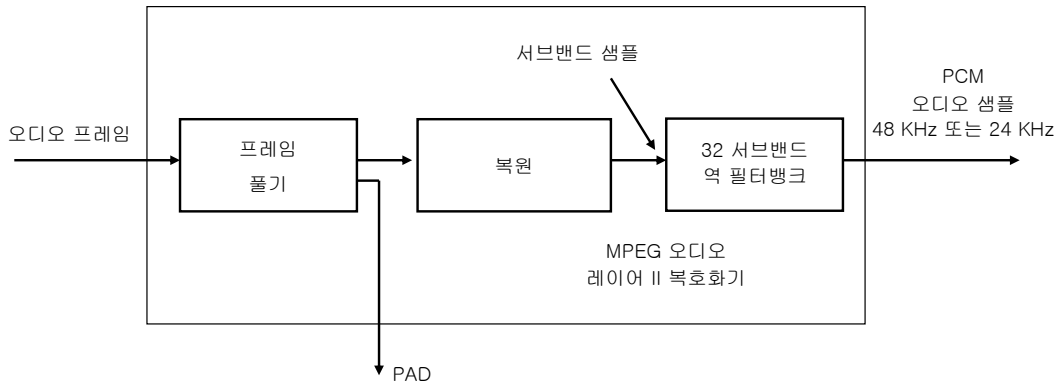 서브밴드 샘플
PCM
오디오 샘플
48 KHz 또는 24 KHz
오디오 프레임
프레임
풀기
복원
32 서브밴드
역 필터뱅크
MPEG 오디오
레이어 II 복호화기
PAD